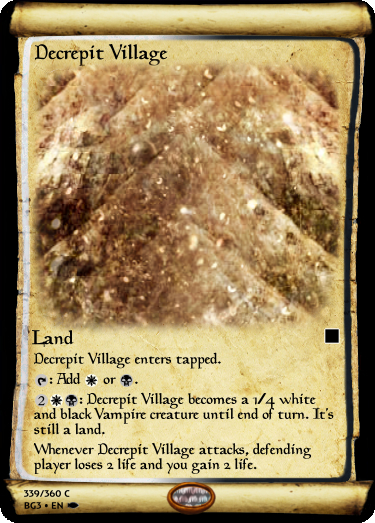 Decrepit Village
Land
Decrepit Village enters tapped.
: Add or .
2 : Decrepit Village becomes a 1/4 white
and black Vampire creature until end of turn. It's
still a land.
Whenever Decrepit Village attacks, defending
player loses 2 life and you gain 2 life.
339/360 C
BG3 • EN